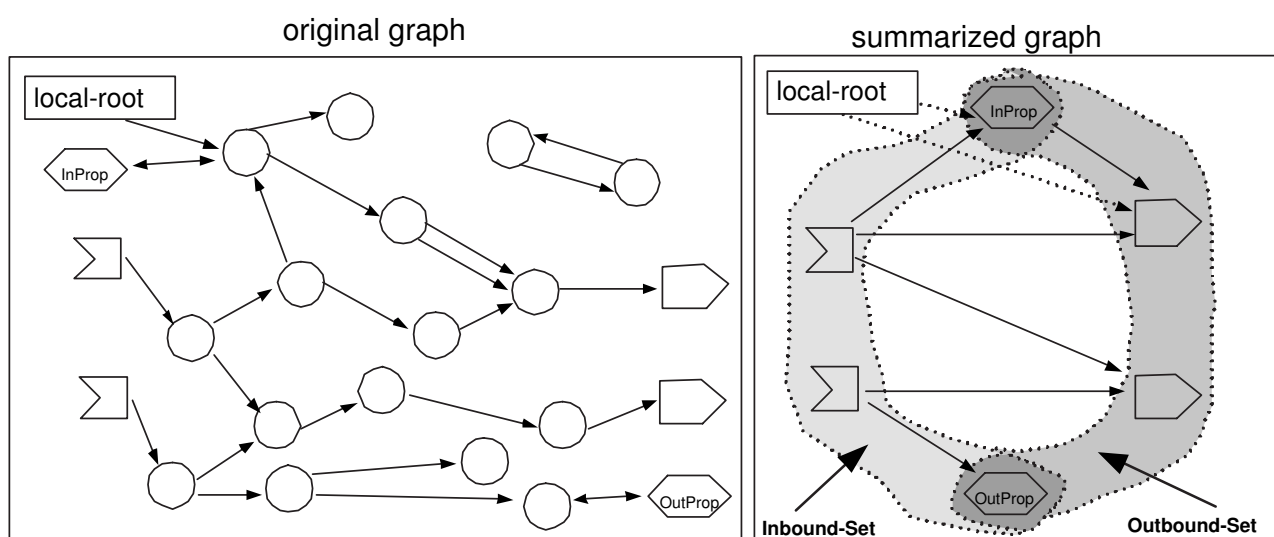 original graph
local-root
InProp
OutProp
summarized graph
local-root
InProp
OutProp
Inbound-Set
Outbound-Set